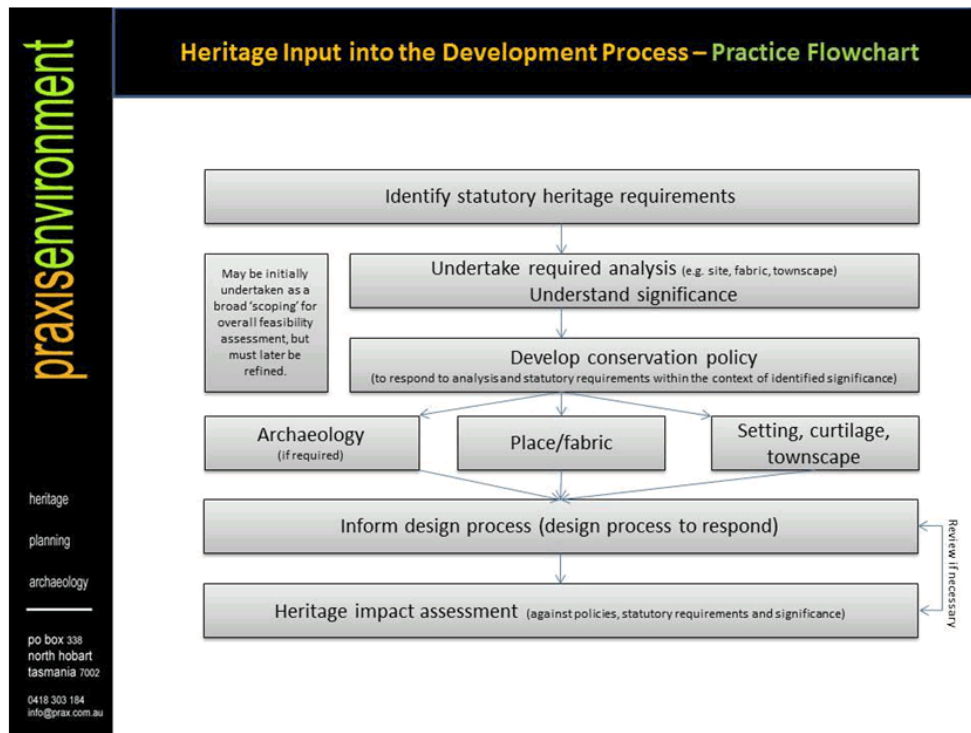 praxisenvironment
heritage
planning
archaeology
po box 338
north hobart
tasmania 7002
0418 303 184
info@prax.com.au
Heritage Input into the Development Process – Practice Flowchart
Identify statutory heritage requirements
May be initially
undertaken as a
broad ‘scoping’ for
overall feasibility
assessment, but
must later be
refined.
Undertake required analysis (e.g. site, fabric, townscape)
Understand significance
Develop conservation policy
(to respond to analysis and statutory requirements within the context of identified significance)
Archaeology
(if required)
Place/fabric
Setting, curtilage,
townscape
Inform design process (design process to respond)
Heritage impact assessment (against policies, statutory requirements and significance)
Review if necessary